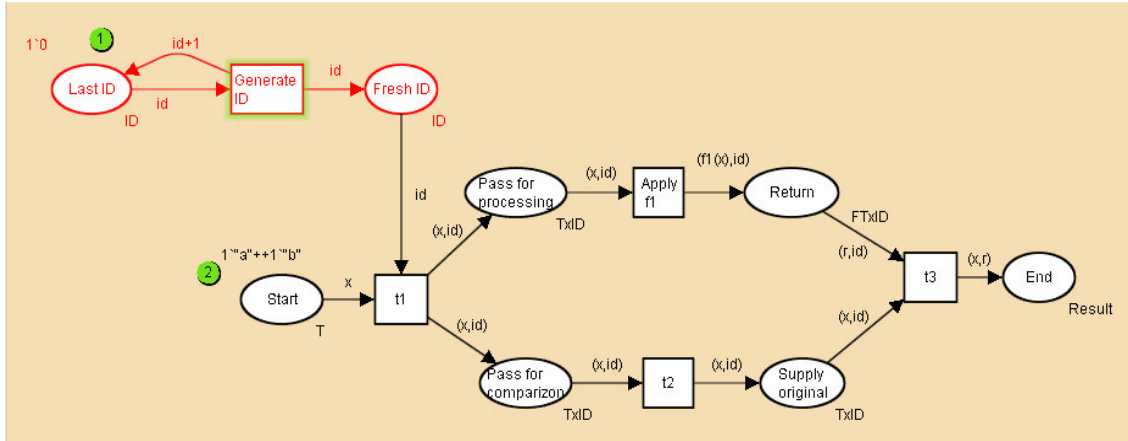 1`0
1
id+1
Last ID
id
Generate
ID
id
Fresh ID
ID
ID
id
Pass for
processing
(x,id)
Apply
f1
(f1(x),id)
Return
TxID
FTxID
(x,id)
(r,id)
1`"a"++1`"b"
2
Start
x
t1
t3
(x,r)
End
T
Result
(x,id)
(x,id)
Pass for
comparizon
(x,id)
t2
(x,id)
Supply
original
TxID
TxID